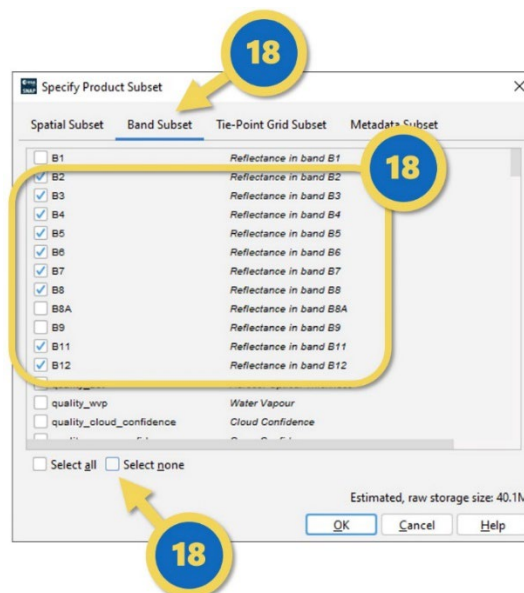 18
Specify Product Subset
Spatial Subset Band Subset Tie-Point Grid Subset Metadata Subset
18
B1 Reflectance in band B1
B2 Reflectance in band B2
B3 Reflectance in band B3
B4 Reflectance in band B4
B5 Reflectance in band B5
B6 Reflectance in band B6
B7 Reflectance in band B7
B8 Reflectance in band B8
B8A Reflectance in band B8A
B9 Reflectance in band B9
B11 Reflectance in band B11
B12 Reflectance in band B12
quality_wvp Water Vapour
quality_cloud_confidence Cloud Confidence
Select all Select none
Estimated, raw storage size: 40.1M
OK Cancel Help
18